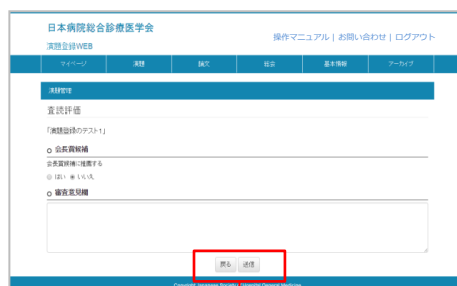 日本病院総合診療医学会
演題登録WEB
操作マニュアル | お問い合わせ | ログアウト
マイページ 演題 論文 総会 基本情報 アーカイブ
演題管理
査読評価
「演題登録のテスト1」
会長賞候補
会長賞候補に推薦する
はい いいえ
審査意見欄
戻る 送信